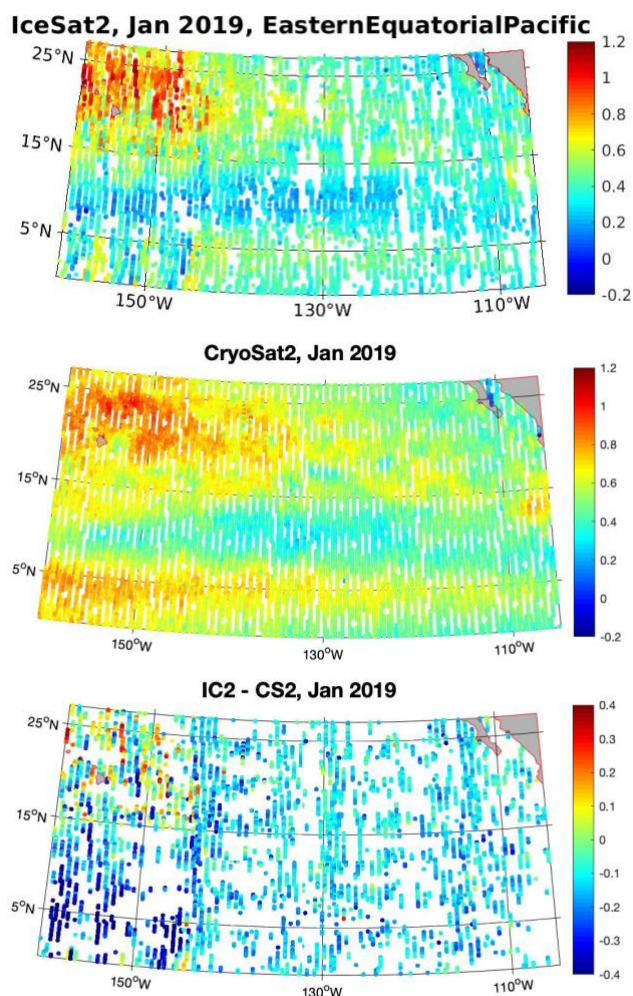 IceSat2, Jan 2019, EasternEquatorialPacific
25°N
15°N
5°N
150°W
130°W
110°W
1.2
1
0.8
0.6
0.4
0.2
0
-0.2
CryoSat2, Jan 2019
25°N
15°N
5°N
150°W
130°W
110°W
1.2
1
0.8
0.6
0.4
0.2
0
-0.2
IC2 - CS2, Jan 2019
25°N
15°N
5°N
150°W
130°W
110°W
0.4
0.3
0.2
0.1
0
-0.1
-0.2
-0.3
-0.4